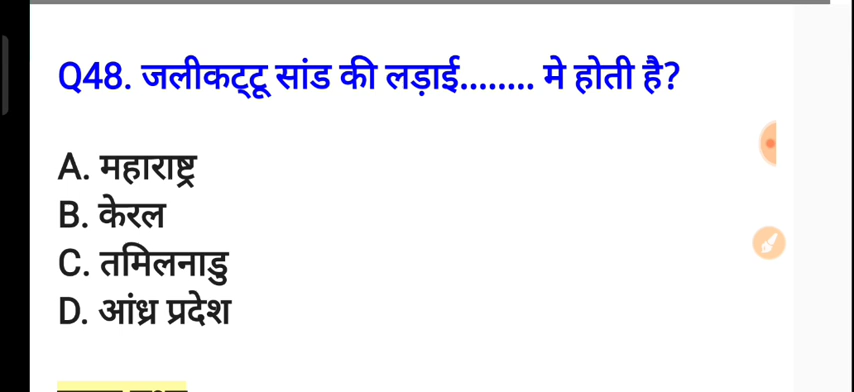 Q48. जलीकट्टू सांड की लड़ाई........ मे होती है?
A. महाराष्ट्र
B. केरल
C. तमिलनाडु
D. आंध्र प्रदेश